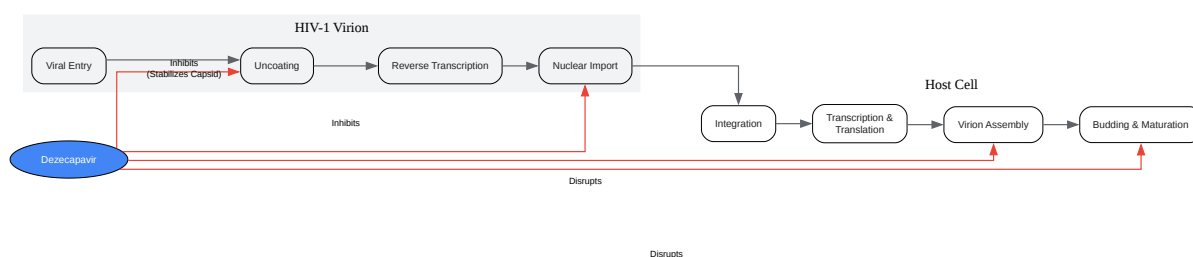 HIV-1 Virion
Viral Entry
Inhibits
(Stabilizes Capsid)
Uncoating
Reverse Transcription
Nuclear Import
Host Cell
Integration
Transcription &
Translation
Virion Assembly
Budding & Maturation
Inhibits
Dezecapavir
Disrupts
Disrupts